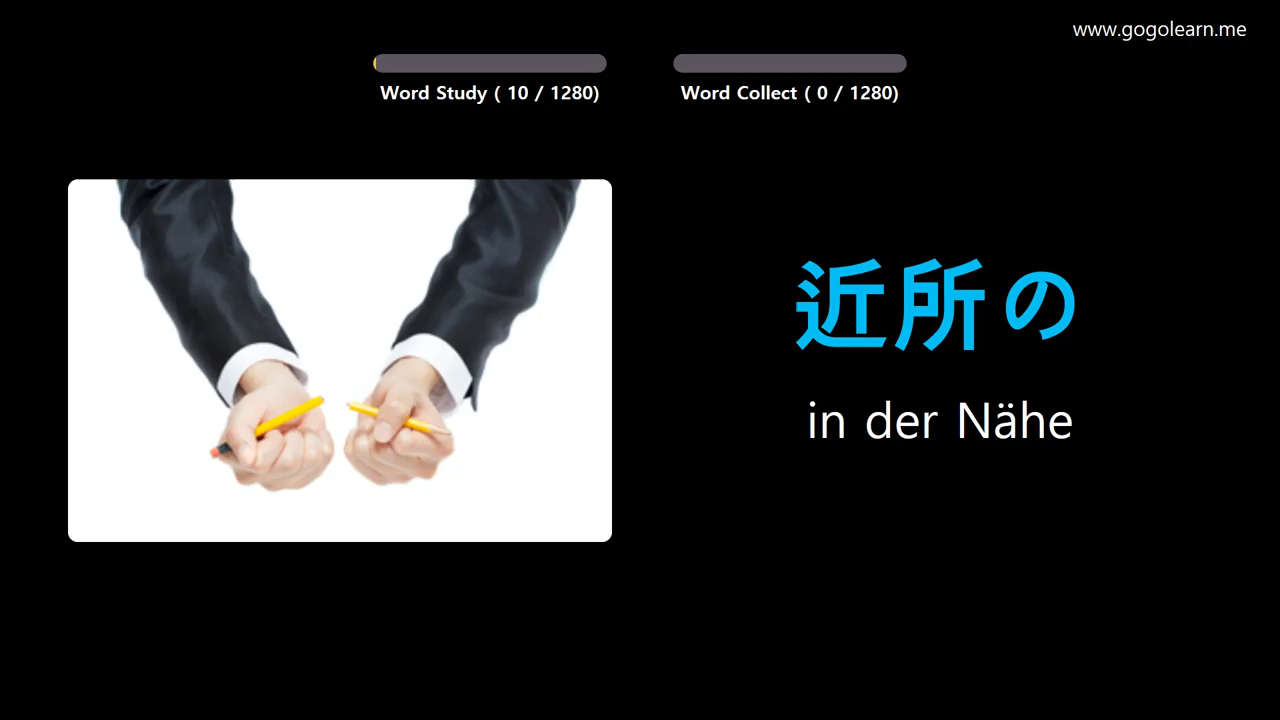 www.gogolearn.me
Word Study ( 10 / 1280)
Word Collect ( 0 / 1280)
近所の
in der Nähe